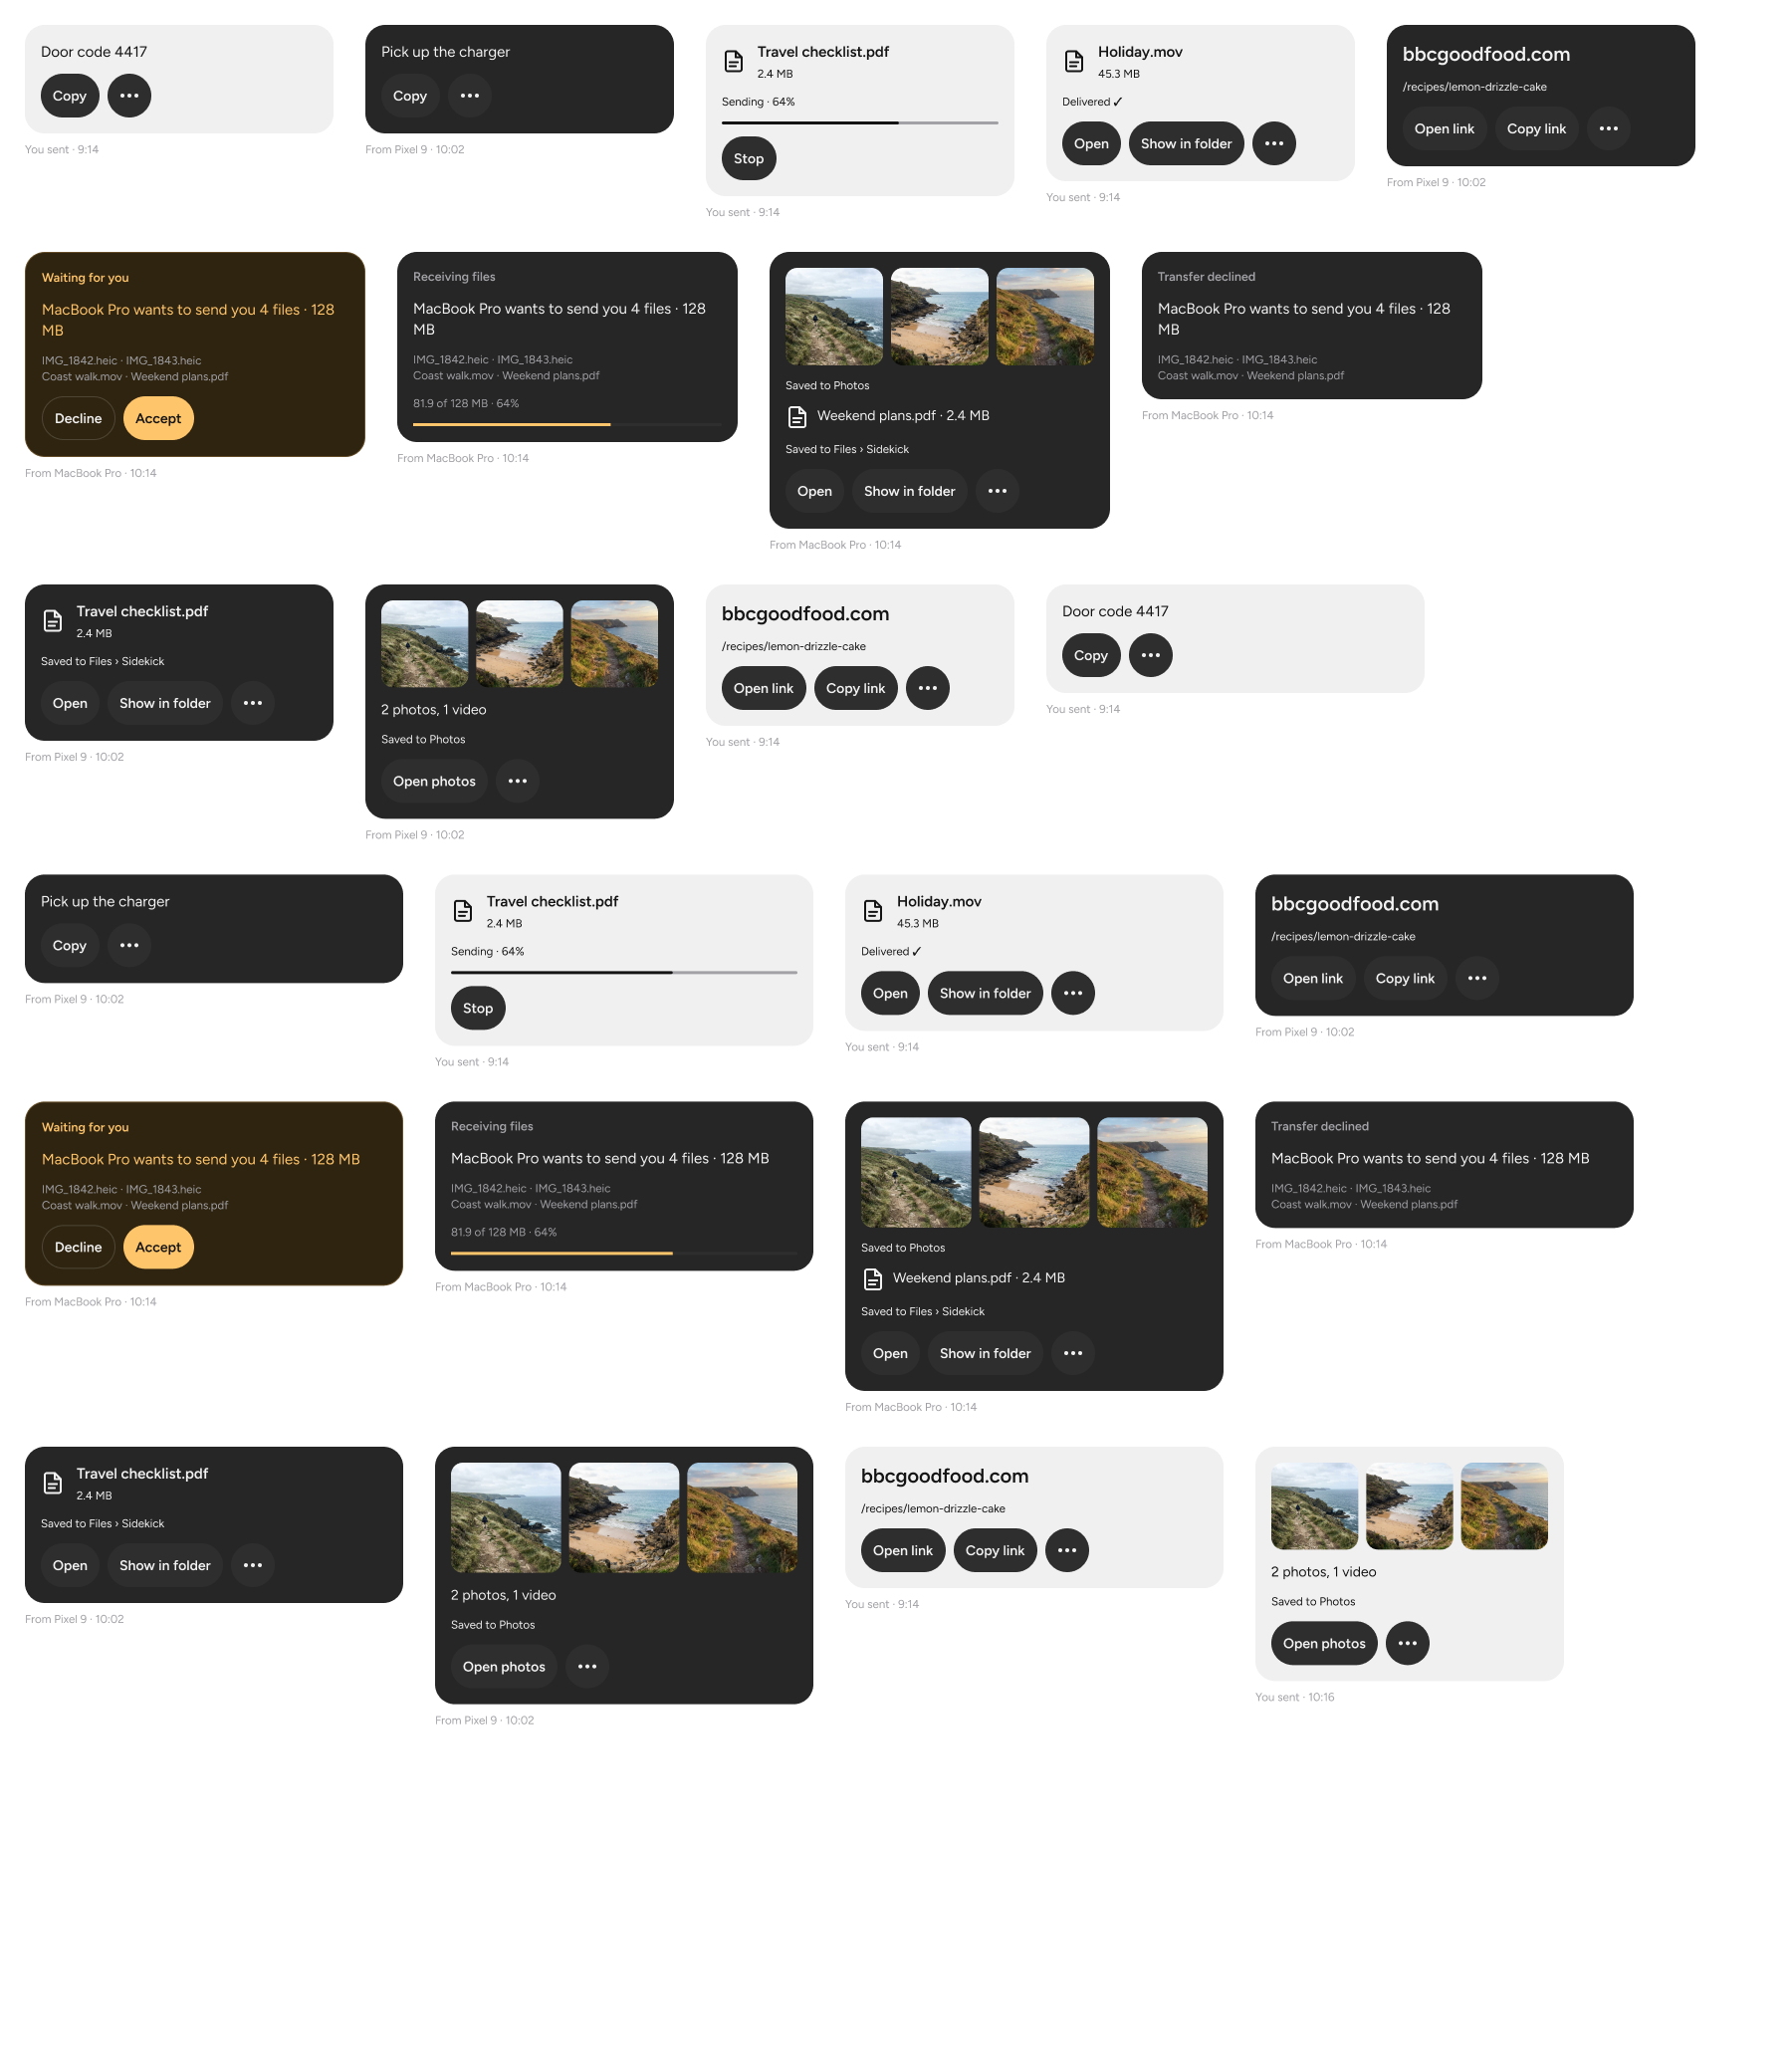 Door code 4417
Copy
You sent · 9:14
Pick up the charger
Copy
From Pixel 9 · 10:02
Travel checklist.pdf
2.4 MB
Sending · 64%
Stop
You sent · 9:14
Holiday.mov
45.3 MB
Delivered ✓
Open
Show in folder
You sent · 9:14
bbcgoodfood.com
/recipes/lemon-drizzle-cake
Open link
Copy link
From Pixel 9 · 10:02
Waiting for you
MacBook Pro wants to send you 4 files · 128
MB
IMG_1842.heic · IMG_1843.heic
Coast walk.mov · Weekend plans.pdf
Decline
Accept
From MacBook Pro · 10:14
Receiving files
MacBook Pro wants to send you 4 files · 128
MB
IMG_1842.heic · IMG_1843.heic
Coast walk.mov · Weekend plans.pdf
81.9 of 128 MB · 64%
From MacBook Pro · 10:14
Saved to Photos
Weekend plans.pdf · 2.4 MB
Saved to Files › Sidekick
Open
Show in folder
From MacBook Pro · 10:14
Transfer declined
MacBook Pro wants to send you 4 files · 128
MB
IMG_1842.heic · IMG_1843.heic
Coast walk.mov · Weekend plans.pdf
From MacBook Pro · 10:14
Travel checklist.pdf
2.4 MB
Saved to Files › Sidekick
Open
Show in folder
From Pixel 9 · 10:02
2 photos, 1 video
Saved to Photos
Open photos
From Pixel 9 · 10:02
bbcgoodfood.com
/recipes/lemon-drizzle-cake
Open link
Copy link
You sent · 9:14
Door code 4417
Copy
You sent · 9:14
Pick up the charger
Copy
From Pixel 9 · 10:02
Travel checklist.pdf
2.4 MB
Sending · 64%
Stop
You sent · 9:14
Holiday.mov
45.3 MB
Delivered ✓
Open
Show in folder
You sent · 9:14
bbcgoodfood.com
/recipes/lemon-drizzle-cake
Open link
Copy link
From Pixel 9 · 10:02
Waiting for you
MacBook Pro wants to send you 4 files · 128 MB
IMG_1842.heic · IMG_1843.heic
Coast walk.mov · Weekend plans.pdf
Decline
Accept
From MacBook Pro · 10:14
Receiving files
MacBook Pro wants to send you 4 files · 128 MB
IMG_1842.heic · IMG_1843.heic
Coast walk.mov · Weekend plans.pdf
81.9 of 128 MB · 64%
From MacBook Pro · 10:14
Saved to Photos
Weekend plans.pdf · 2.4 MB
Saved to Files › Sidekick
Open
Show in folder
From MacBook Pro · 10:14
Transfer declined
MacBook Pro wants to send you 4 files · 128 MB
IMG_1842.heic · IMG_1843.heic
Coast walk.mov · Weekend plans.pdf
From MacBook Pro · 10:14
Travel checklist.pdf
2.4 MB
Saved to Files › Sidekick
Open
Show in folder
From Pixel 9 · 10:02
2 photos, 1 video
Saved to Photos
Open photos
From Pixel 9 · 10:02
bbcgoodfood.com
/recipes/lemon-drizzle-cake
Open link
Copy link
You sent · 9:14
2 photos, 1 video
Saved to Photos
Open photos
You sent · 10:16